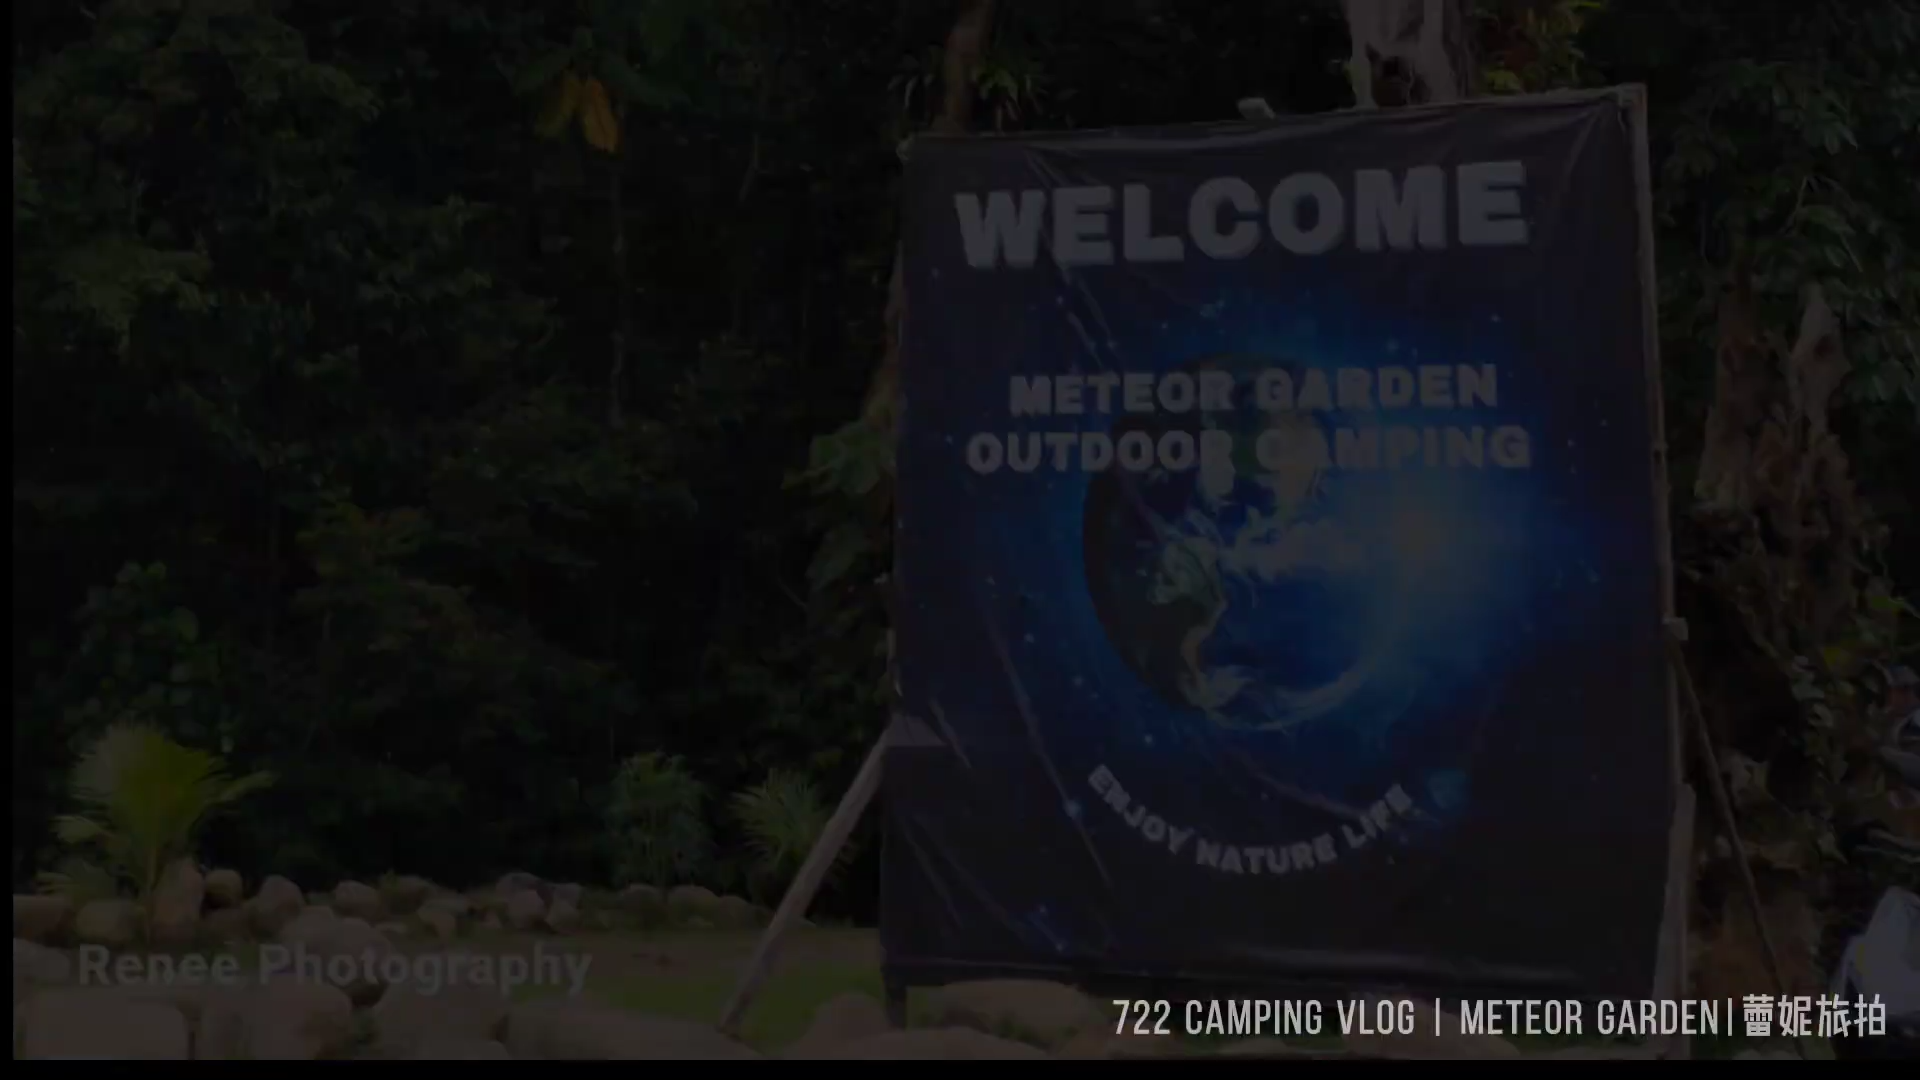 WELCOME
METEOR GARDEN
OUTDOOR CAMPING
ENJOY NATURE LIFE
Renee Photography
722 CAMPING VLOG | METEOR GARDEN|蕾妮旅拍